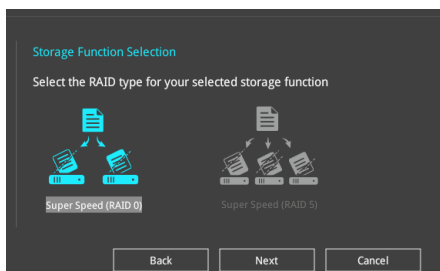 Storage Function Selection
Select the RAID type for your selected storage function
Super Speed (RAID 0)
Super Speed (RAID 5)
Back
Next
Cancel